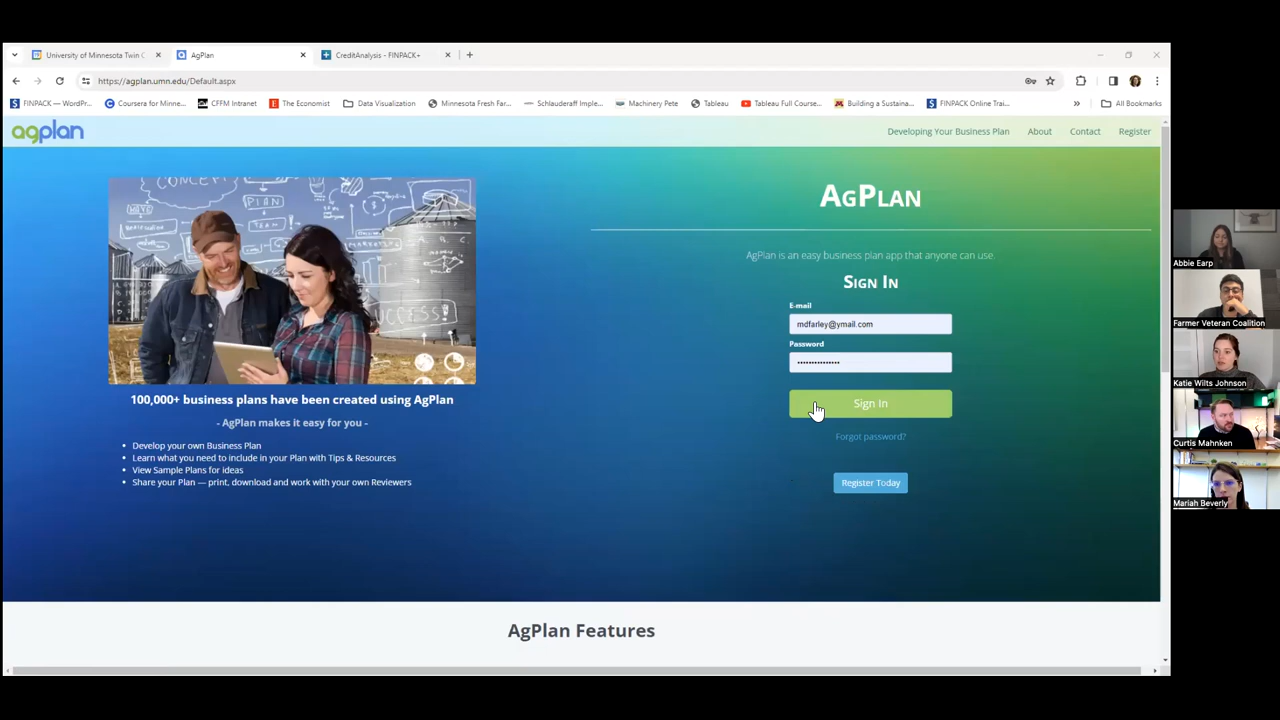 University of Minnesota Twin C
AgPlan
CreditAnalysis - FINPACK+
https://agplan.umn.edu/Default.aspx
FINPACK — WordP...
Coursera for Minne...
CFFM Intranet
The Economist
Data Visualization
Minnesota Fresh Far...
Schlauderaff Imple...
Machinery Pete
Tableau
Tableau Full Course...
Building a Sustaina...
FINPACK Online Trai...
All Bookmarks
agplan
Developing Your Business Plan
About
Contact
Register
CONCEPT
PLAN
TEAM
MARKETING
SUCCESS!
100,000+ business plans have been created using AgPlan
- AgPlan makes it easy for you -
• Develop your own Business Plan
• Learn what you need to include in your Plan with Tips & Resources
• View Sample Plans for ideas
• Share your Plan — print, download and work with your own Reviewers
AgPlan
AgPlan is an easy business plan app that anyone can use.
Sign In
E-mail
mdfarley@ymail.com
Password
Sign In
Forgot password?
Register Today
AgPlan Features
Abbie Earp
Farmer Veteran Coalition
Katie Wilts Johnson
Curtis Mahnken
Mariah Beverly